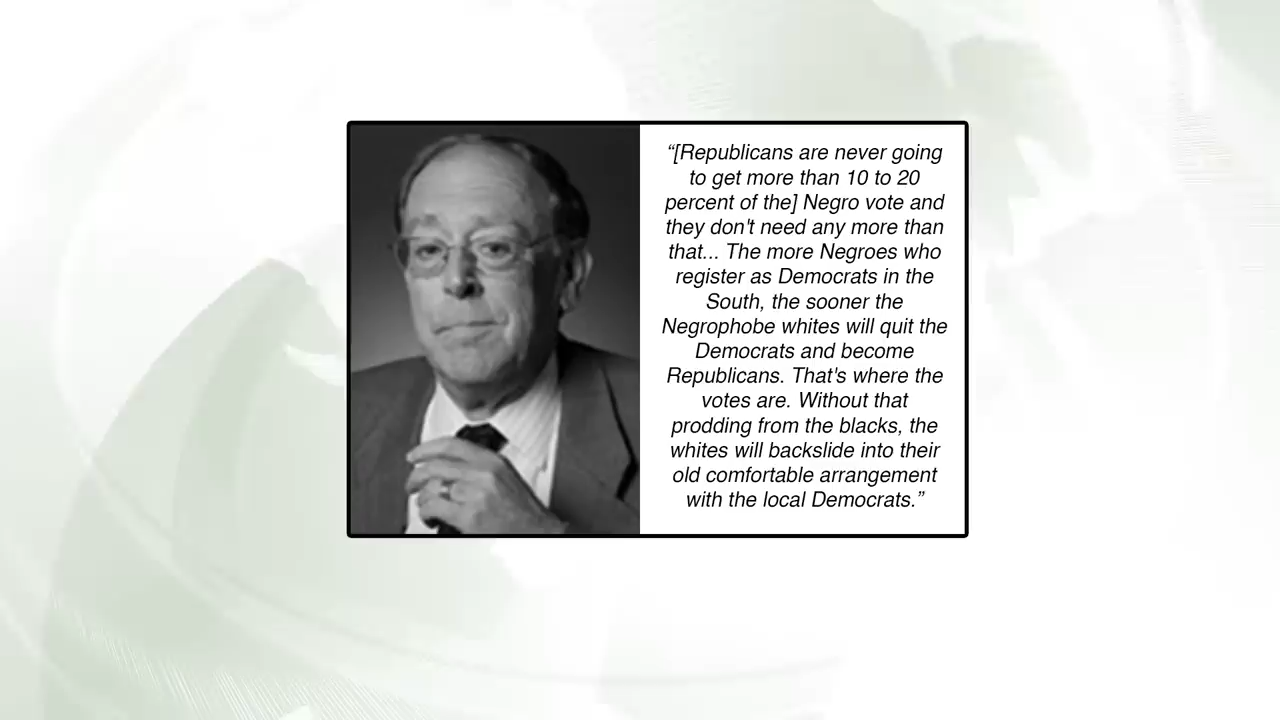 “[Republicans are never going
to get more than 10 to 20
percent of the] Negro vote and
they don't need any more than
that... The more Negroes who
register as Democrats in the
South, the sooner the
Negrophobe whites will quit the
Democrats and become
Republicans. That's where the
votes are. Without that
prodding from the blacks, the
whites will backslide into their
old comfortable arrangement
with the local Democrats.”